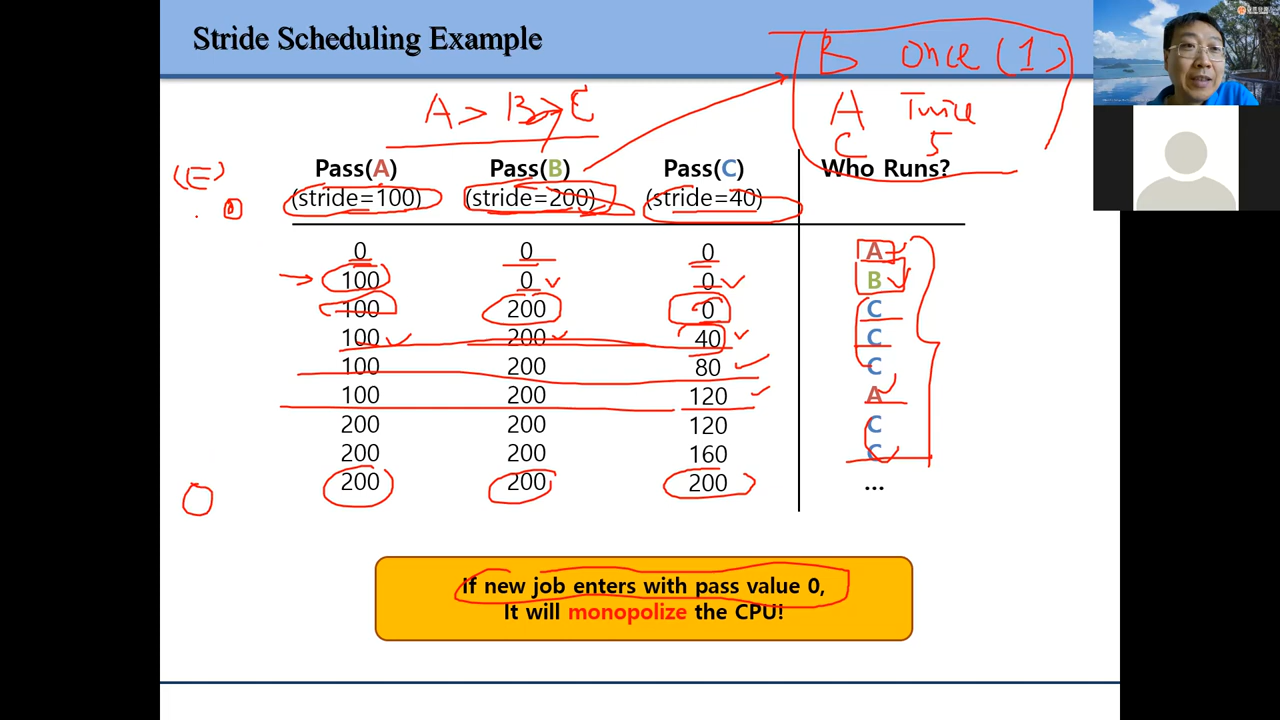 Stride Scheduling Example
B once (1)
A Twice
C 5
A > B > C
(E)
Pass(A) Pass(B) Pass(C) Who Runs?
(stride=100) (stride=200) (stride=40)
0 0 0 A
100 0 0 B
100 200 0 C
100 200 40 C
100 200 80 C
100 200 120 A
200 200 120 C
200 200 160 C
200 200 200 ...
If new job enters with pass value 0,
It will monopolize the CPU!